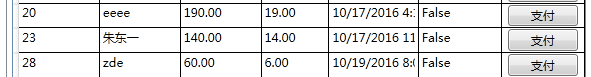 20 eeee 190.00 19.00 10/17/2016 4: False 支付
23 朱东一 140.00 14.00 10/17/2016 11 False 支付
28 zde 60.00 6.00 10/19/2016 8:0 False 支付